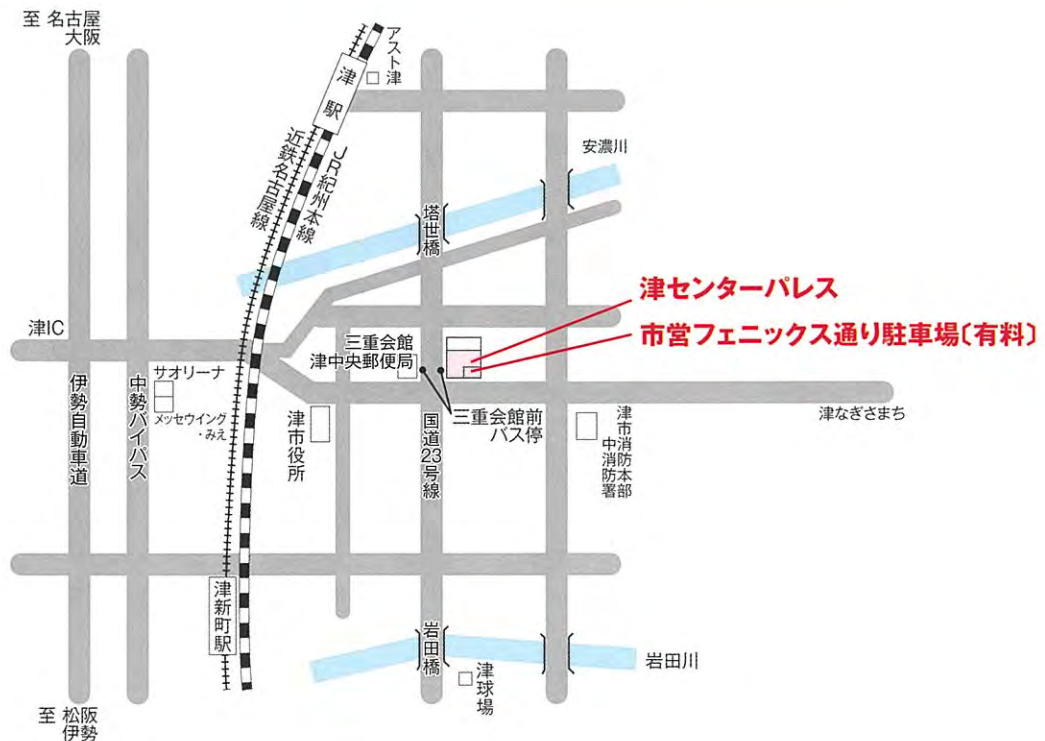 至 名古屋
大阪
アスト津
津駅
近鉄名古屋線
JR紀州本線
安濃川
塔世橋
津センターパレス
市営フェニックス通り駐車場〔有料〕
津IC
三重会館
津中央郵便局
サオリーナ
メッセウイング
・みえ
伊勢自動車道
中勢バイパス
津市役所
国道23号線
三重会館前
バス停
津市消防本部
中消防署
津なぎさまち
津新町駅
岩田橋
岩田川
津球場
至 松阪
伊勢